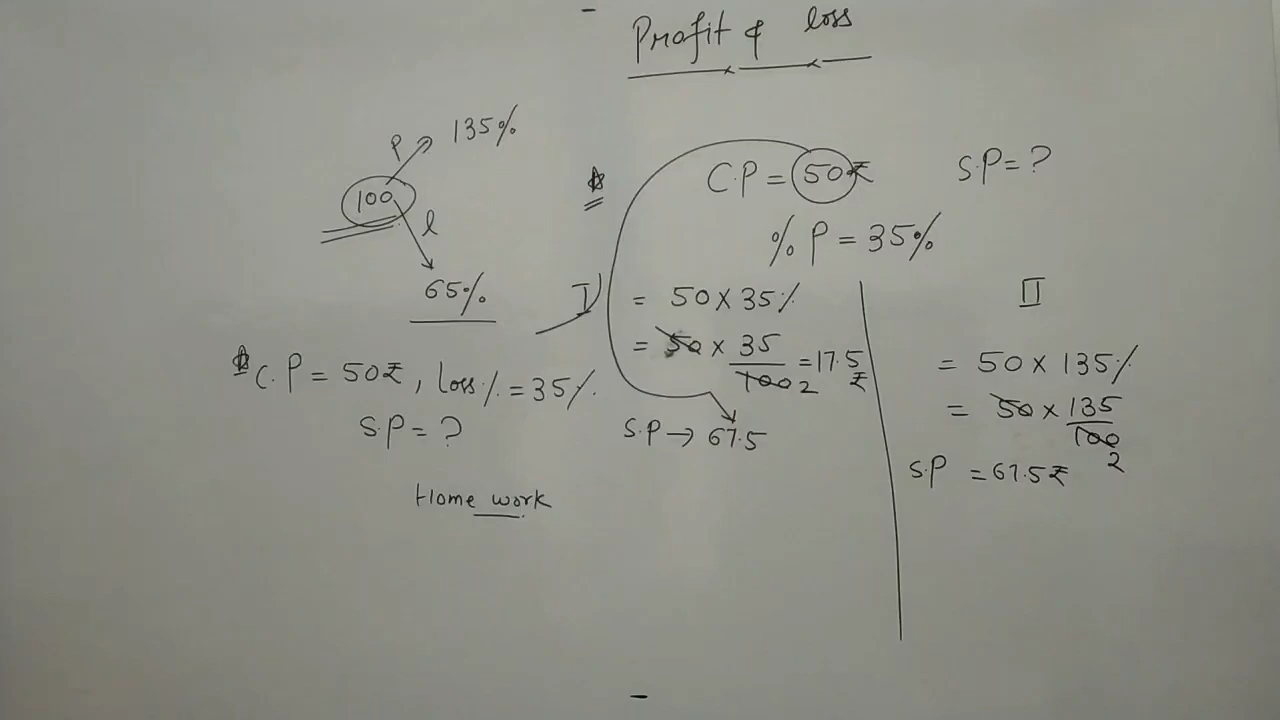 Profit & loss
P 135%
100
l
65%
C.P = 50₹ S.P = ?
% P = 35%
I)
= 50 × 35%
= 50 × 35/100 2 = 17.5 ₹
S.P → 67.5
II
= 50 × 135%
= 50 × 135/100 2
S.P = 67.5₹
C.P = 50₹, loss% = 35%.
S.P = ?
Home work